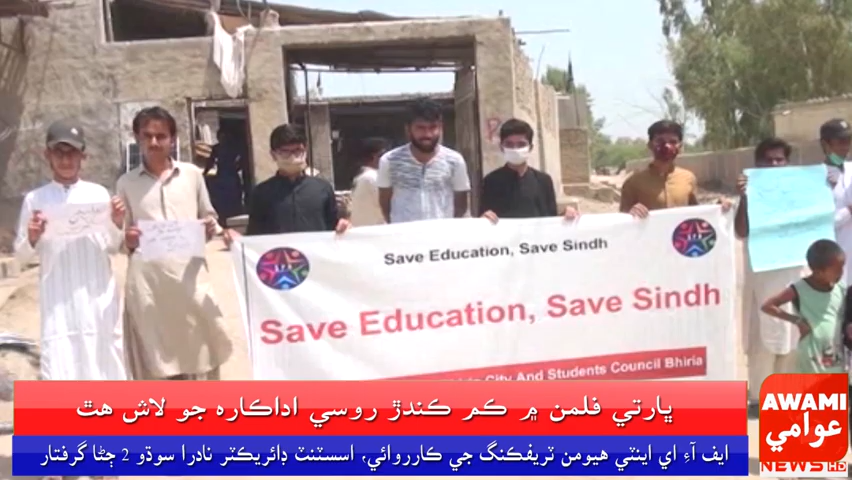 Save Education, Save Sindh
Save Education, Save Sindh
City And Students Council Bhiria
ڀارتي فلمن ۾ ڪم ڪندڙ روسي اداڪاره جو لاش هٿ
ايف آءِ اي اينٽي هيومن ٽريفڪنگ جي ڪارروائي، اسسٽنٽ ڊائريڪٽر نادرا سوڌو 2 ڄڻا گرفتار
AWAMI
عوامي
NEWS HD